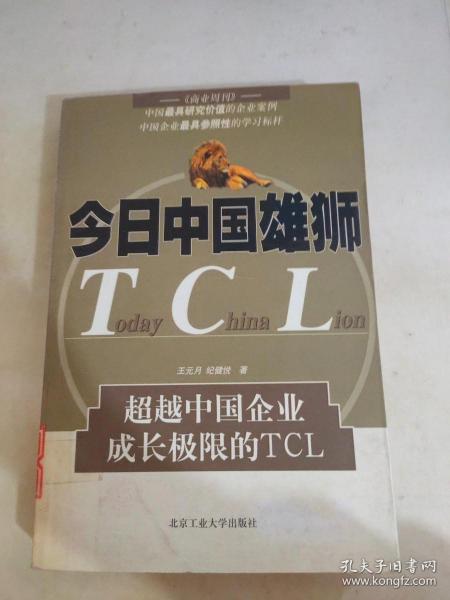 《商业周刊》
中国最具研究价值的企业案例
中国企业最具参照性的学习标杆
今日中国雄狮
Today China Lion
王元月 纪健悦 著
超越中国企业
成长极限的TCL
北京工业大学出版社
孔夫子旧书网
www.kongfz.com